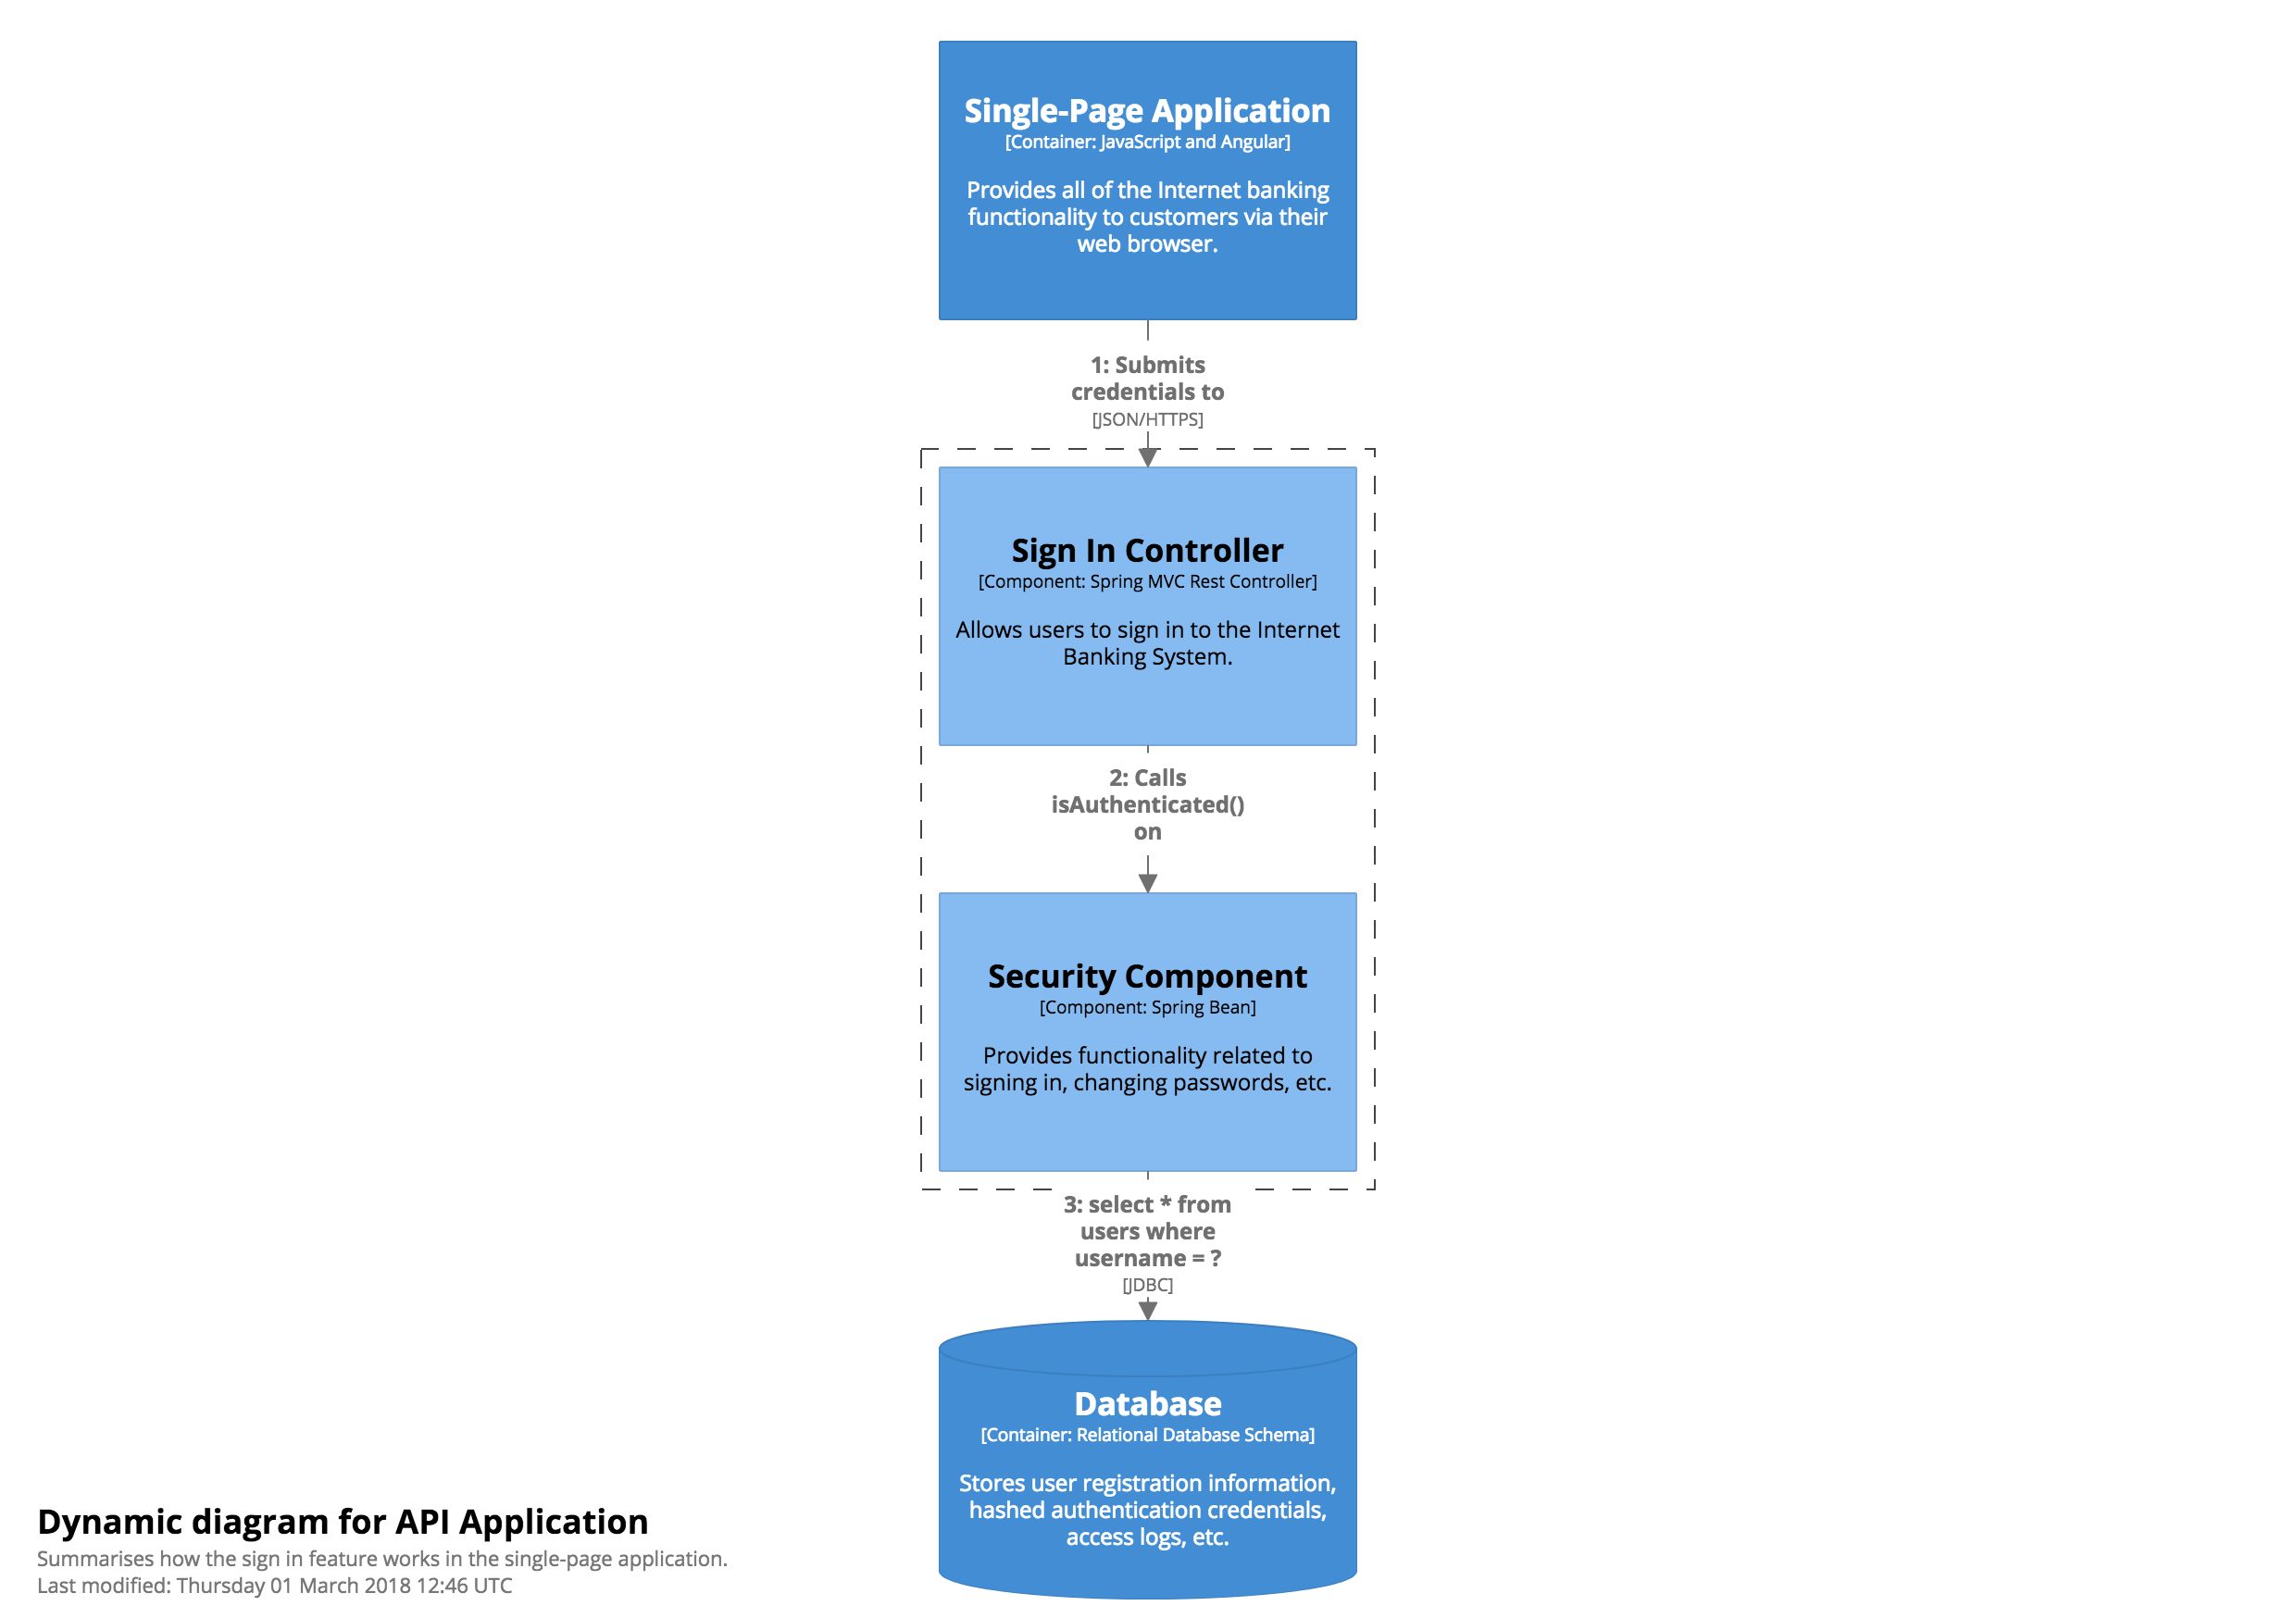 Single-Page Application
[Container: JavaScript and Angular]
Provides all of the Internet banking
functionality to customers via their
web browser.
1: Submits
credentials to
[JSON/HTTPS]
Sign In Controller
[Component: Spring MVC Rest Controller]
Allows users to sign in to the Internet
Banking System.
2: Calls
isAuthenticated()
on
Security Component
[Component: Spring Bean]
Provides functionality related to
signing in, changing passwords, etc.
3: select * from
users where
username = ?
[JDBC]
Database
[Container: Relational Database Schema]
Stores user registration information,
hashed authentication credentials,
access logs, etc.
Dynamic diagram for API Application
Summarises how the sign in feature works in the single-page application.
Last modified: Thursday 01 March 2018 12:46 UTC